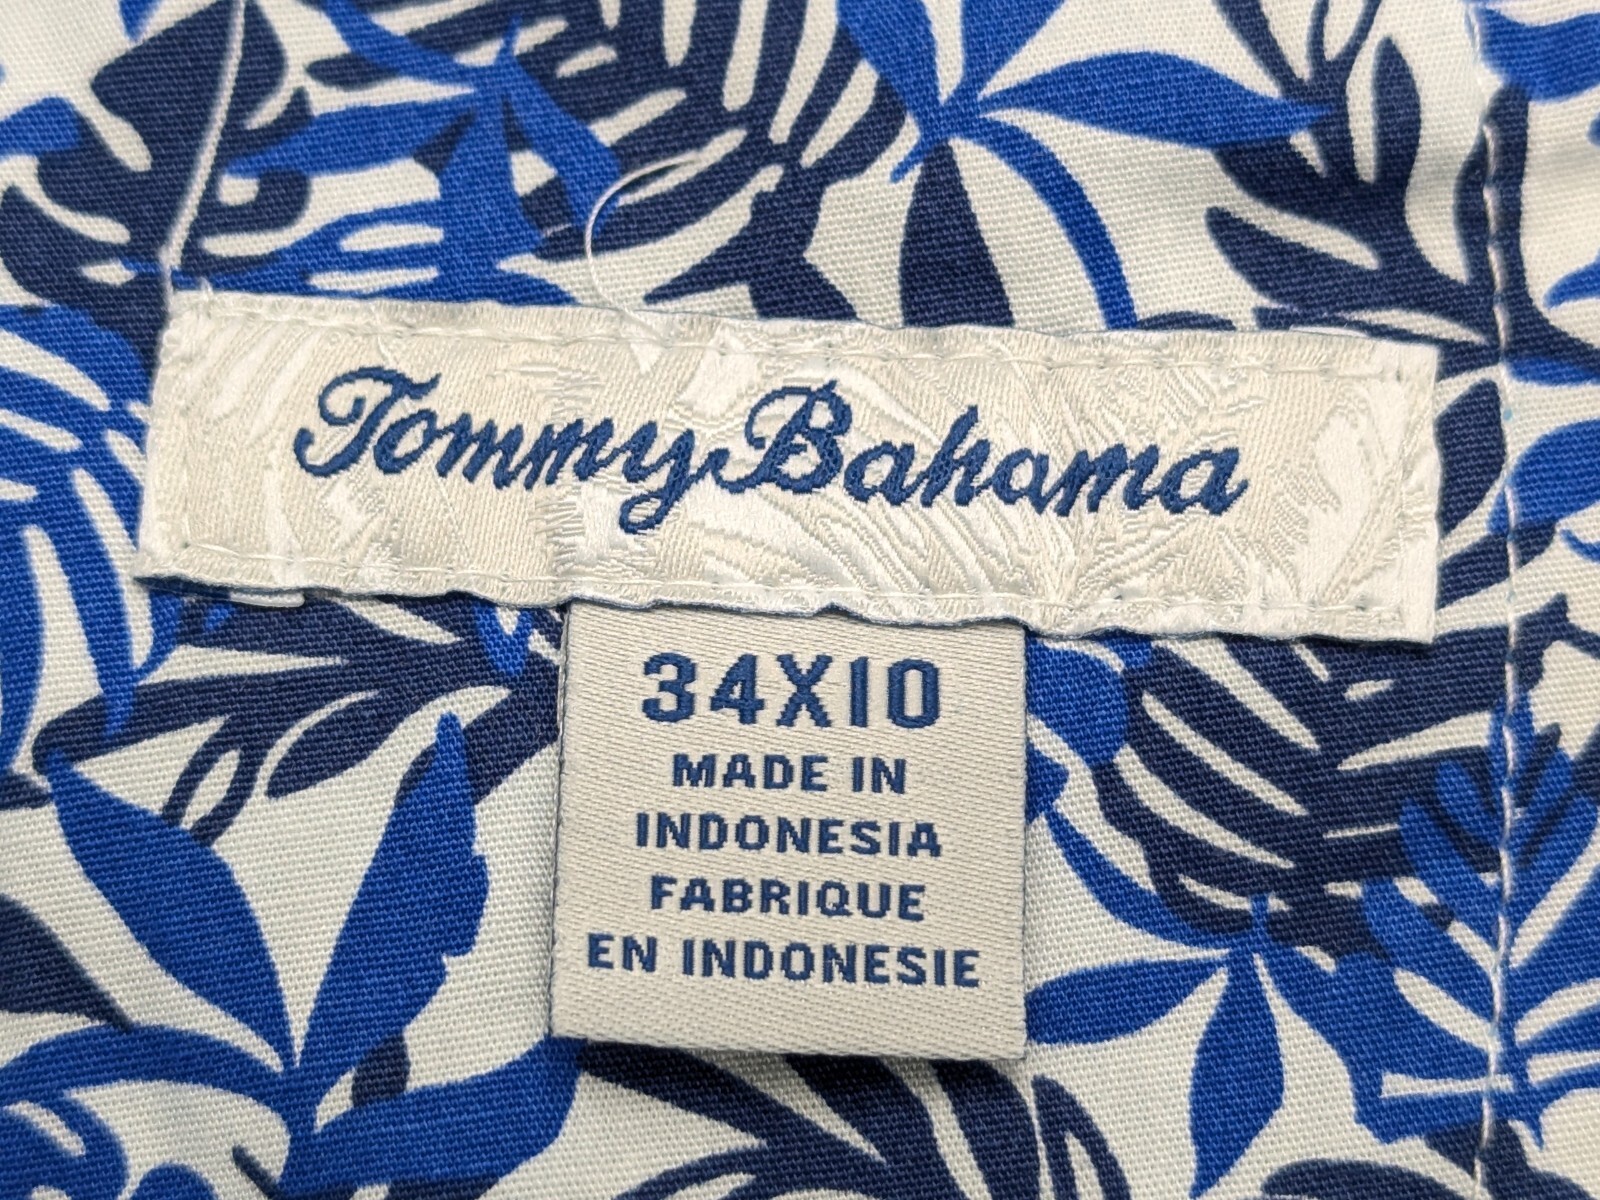 Tommy Bahama
34X10
MADE IN
INDONESIA
FABRIQUE
EN INDONESIE